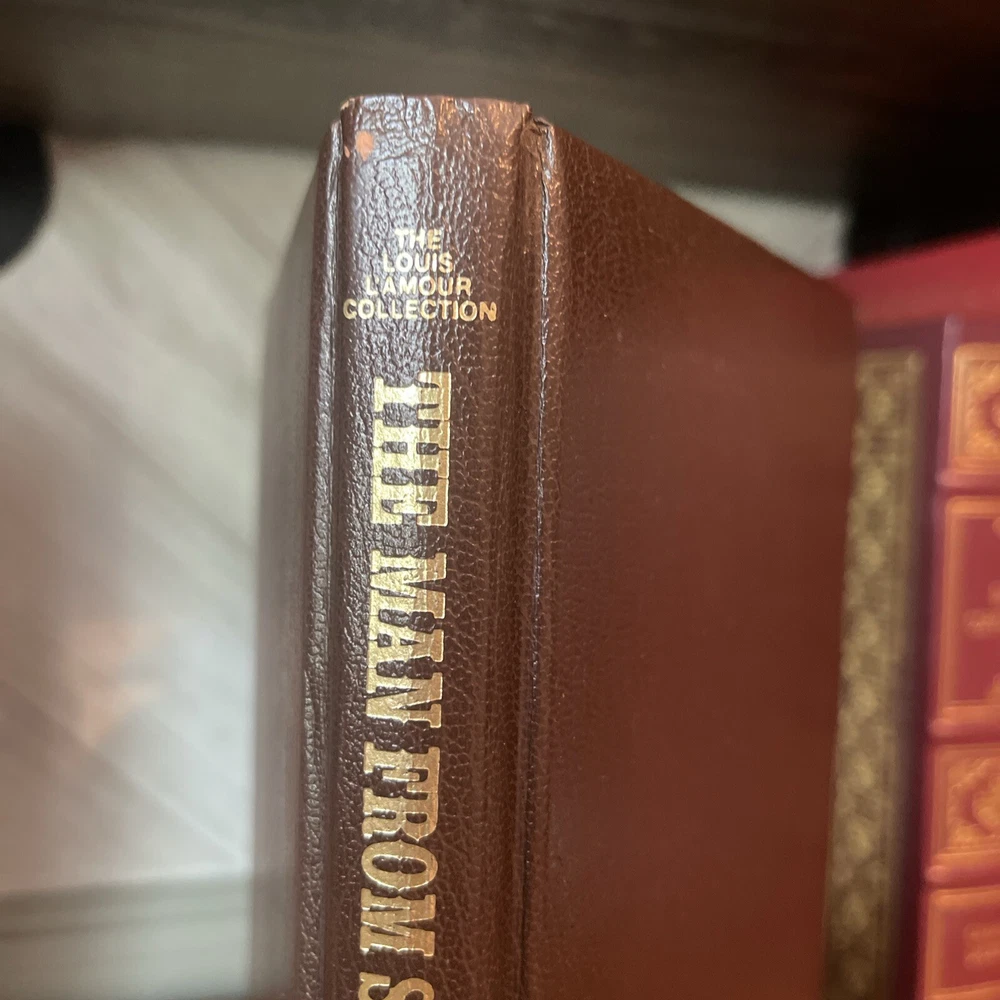 THE
LOUIS
L'AMOUR
COLLECTION
THE MAN FROM S